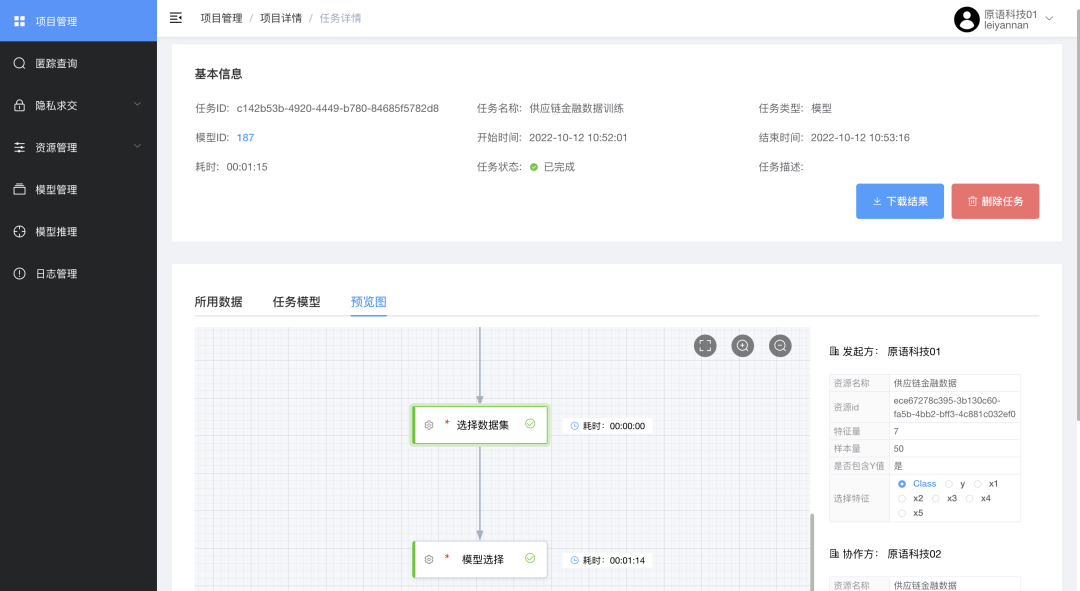 项目管理
匿踪查询
隐私求交
资源管理
模型管理
模型推理
日志管理
项目管理 / 项目详情 / 任务详情
原语科技01
leiyannan
基本信息
任务ID: c142b53b-4920-4449-b780-84685f5782d8 任务名称: 供应链金融数据训练 任务类型: 模型
模型ID: 187 开始时间: 2022-10-12 10:52:01 结束时间: 2022-10-12 10:53:16
耗时: 00:01:15 任务状态: 已完成 任务描述:
下载结果 删除任务
所用数据 任务模型 预览图
* 选择数据集 耗时: 00:00:00
* 模型选择 耗时: 00:01:14
发起方: 原语科技01
资源名称 供应链金融数据
资源id ece67278c395-3b130c60-
fa5b-4bb2-bff3-4c881c032ef0
特征量 7
样本量 50
是否包含Y值 是
选择特征 Class y x1
x2 x3 x4
x5
协作方: 原语科技02
资源名称 供应链金融数据